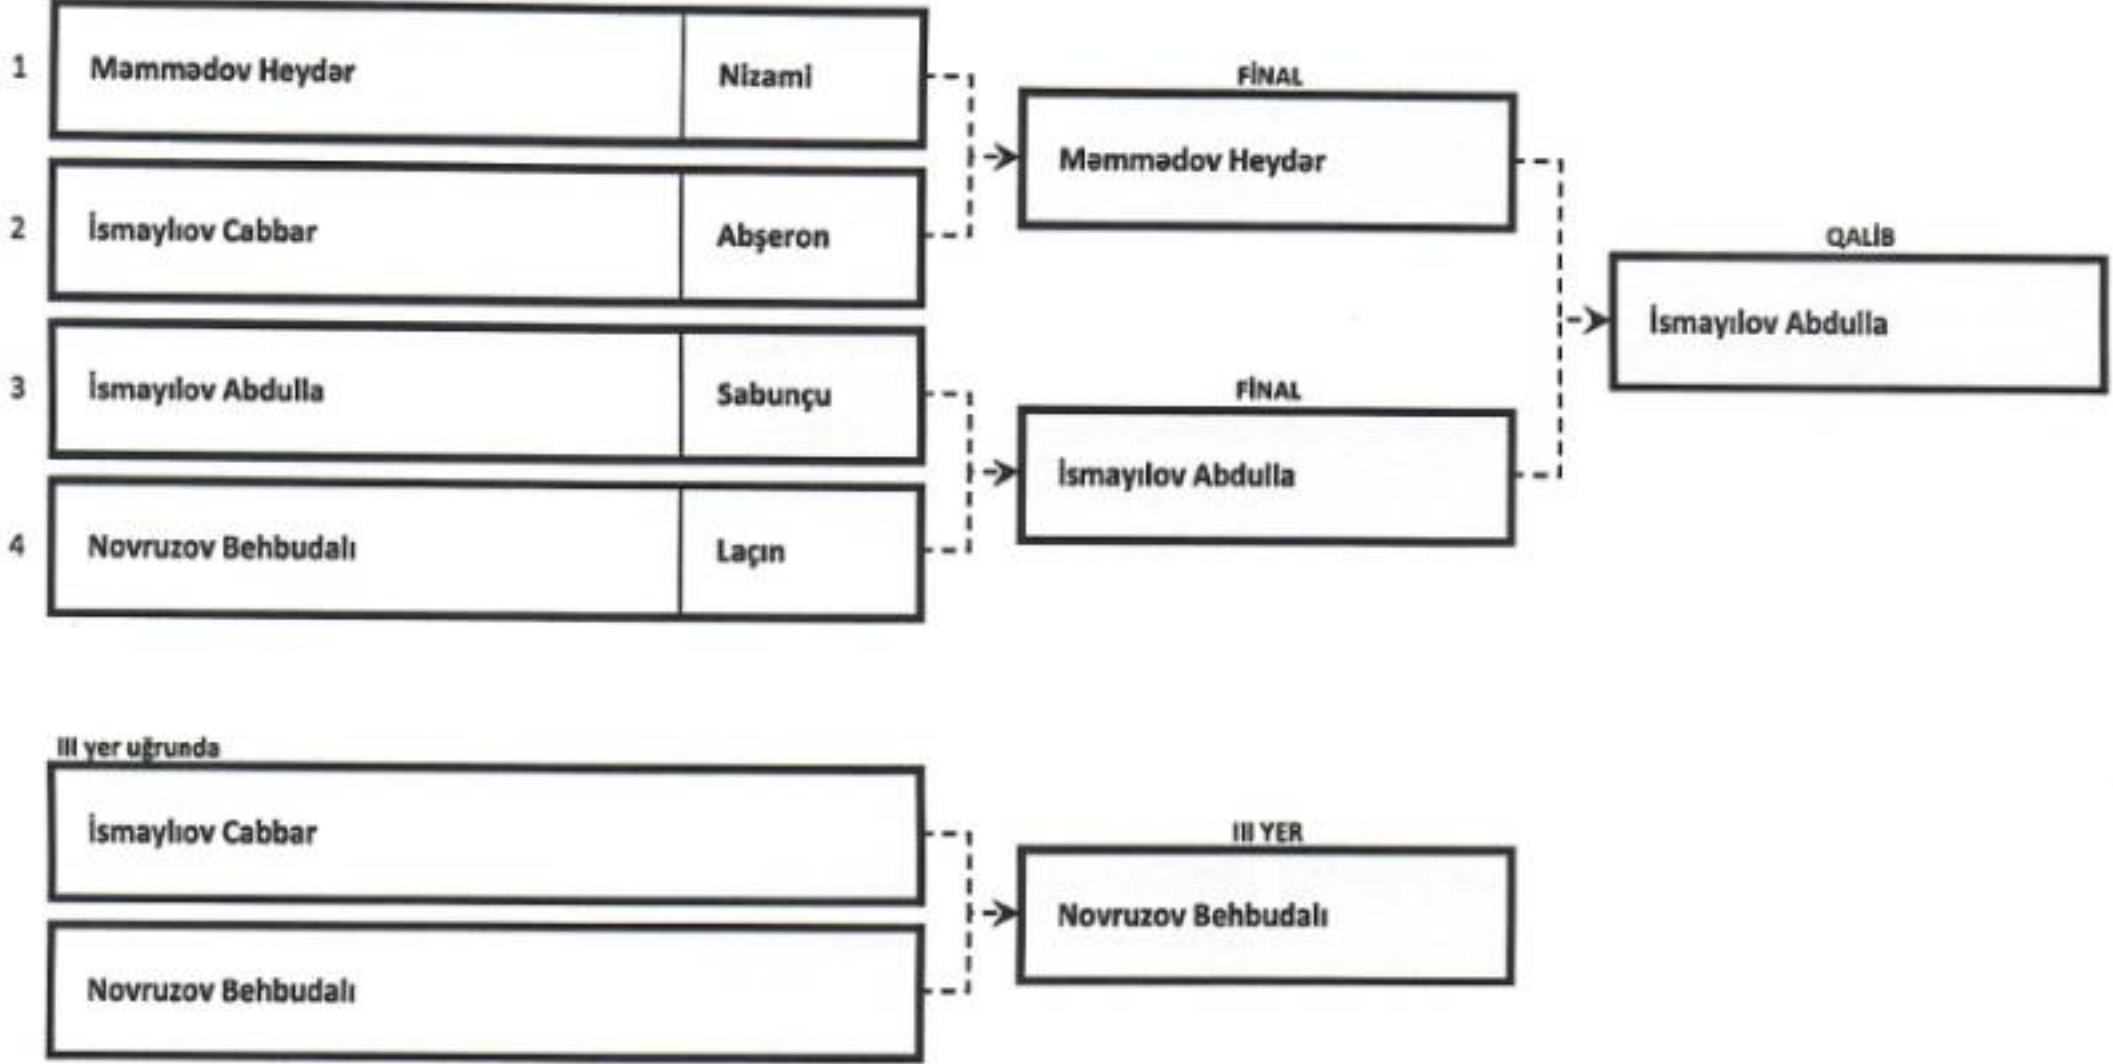 1 Məmmədov Heydər Nizami
2 İsmaylıov Cabbar Abşeron
3 İsmayılov Abdulla Sabunçu
4 Novruzov Behbudalı Laçın
FİNAL
Məmmədov Heydər
FİNAL
İsmayılov Abdulla
QALİB
İsmayılov Abdulla
III yer uğrunda
İsmaylıov Cabbar
Novruzov Behbudalı
III YER
Novruzov Behbudalı